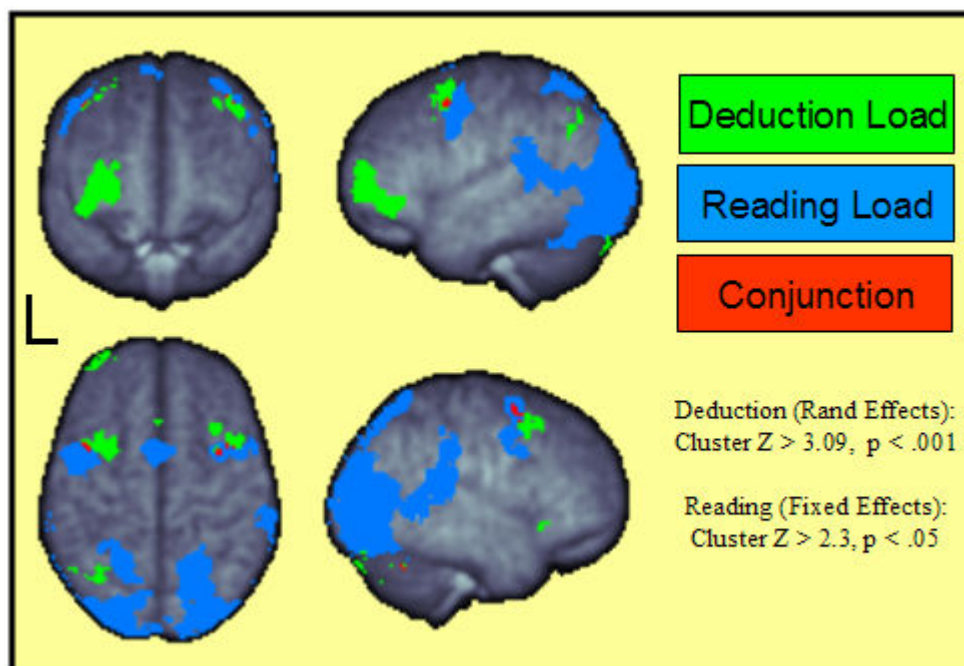 Deduction Load
Reading Load
Conjunction
L
Deduction (Rand Effects):
Cluster Z > 3.09, p < .001
Reading (Fixed Effects):
Cluster Z > 2.3, p < .05